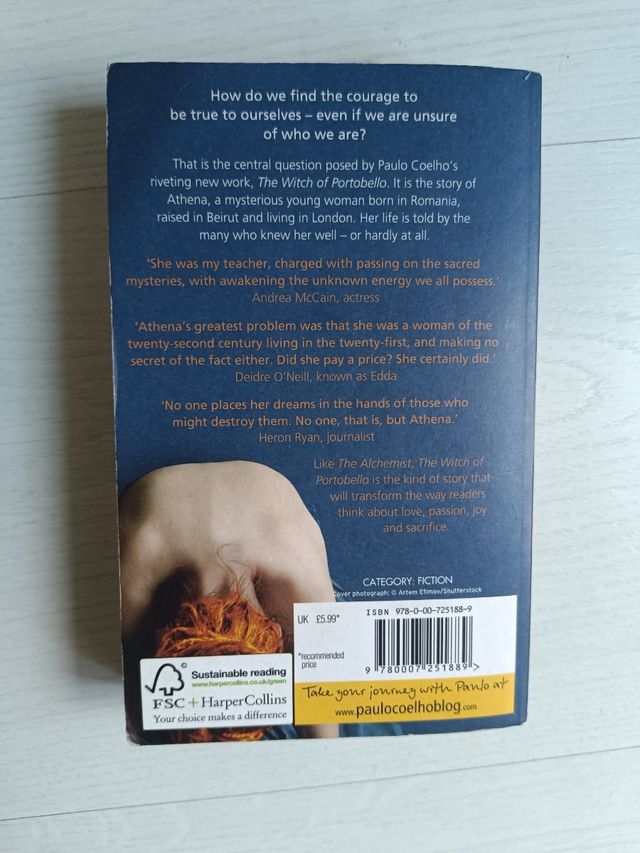 How do we find the courage to
be true to ourselves – even if we are unsure
of who we are?
That is the central question posed by Paulo Coelho's
riveting new work, The Witch of Portobello. It is the story of
Athena, a mysterious young woman born in Romania,
raised in Beirut and living in London. Her life is told by the
many who knew her well – or hardly at all.
'She was my teacher, charged with passing on the sacred
mysteries, with awakening the unknown energy we all possess.'
Andrea McCain, actress
'Athena's greatest problem was that she was a woman of the
twenty-second century living in the twenty-first, and making no
secret of the fact either. Did she pay a price? She certainly did.'
Deidre O'Neill, known as Edda
'No one places her dreams in the hands of those who
might destroy them. No one, that is, but Athena.'
Heron Ryan, journalist
Like The Alchemist, The Witch of
Portobello is the kind of story that
will transform the way readers
think about love, passion, joy
and sacrifice.
CATEGORY: FICTION
Cover photograph: © Artem Efimov/Shutterstock
UK £5.99*
*recommended
price
ISBN 978-0-00-725188-9
9 780007 251889 >
Take your journey with Paulo at
www.paulocoelhoblog.com
Sustainable reading
www.harpercollins.co.uk/green
FSC + HarperCollins
Your choice makes a difference